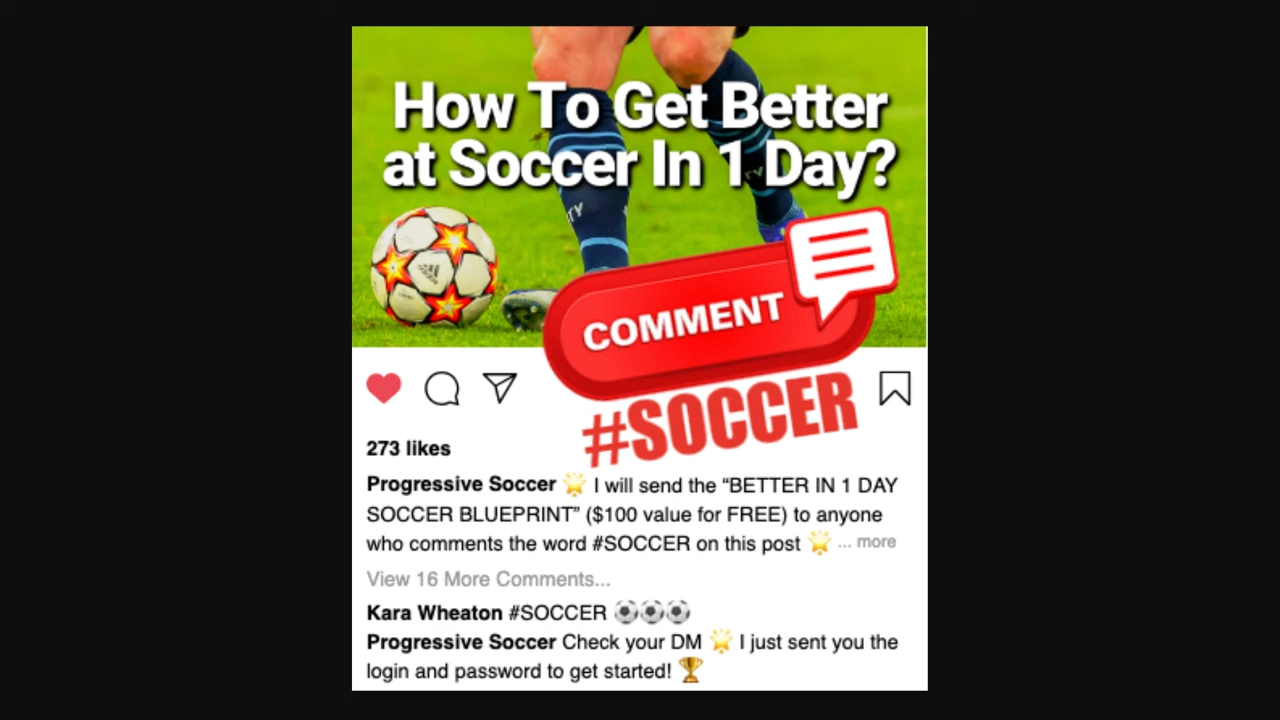 How To Get Better
at Soccer In 1 Day?
TY
TY
adidas
COMMENT
#SOCCER
273 likes
Progressive Soccer 🌟 I will send the “BETTER IN 1 DAY
SOCCER BLUEPRINT” ($100 value for FREE) to anyone
who comments the word #SOCCER on this post 🌟 ... more
View 16 More Comments...
Kara Wheaton #SOCCER ⚽⚽⚽
Progressive Soccer Check your DM 🌟 I just sent you the
login and password to get started! 🏆